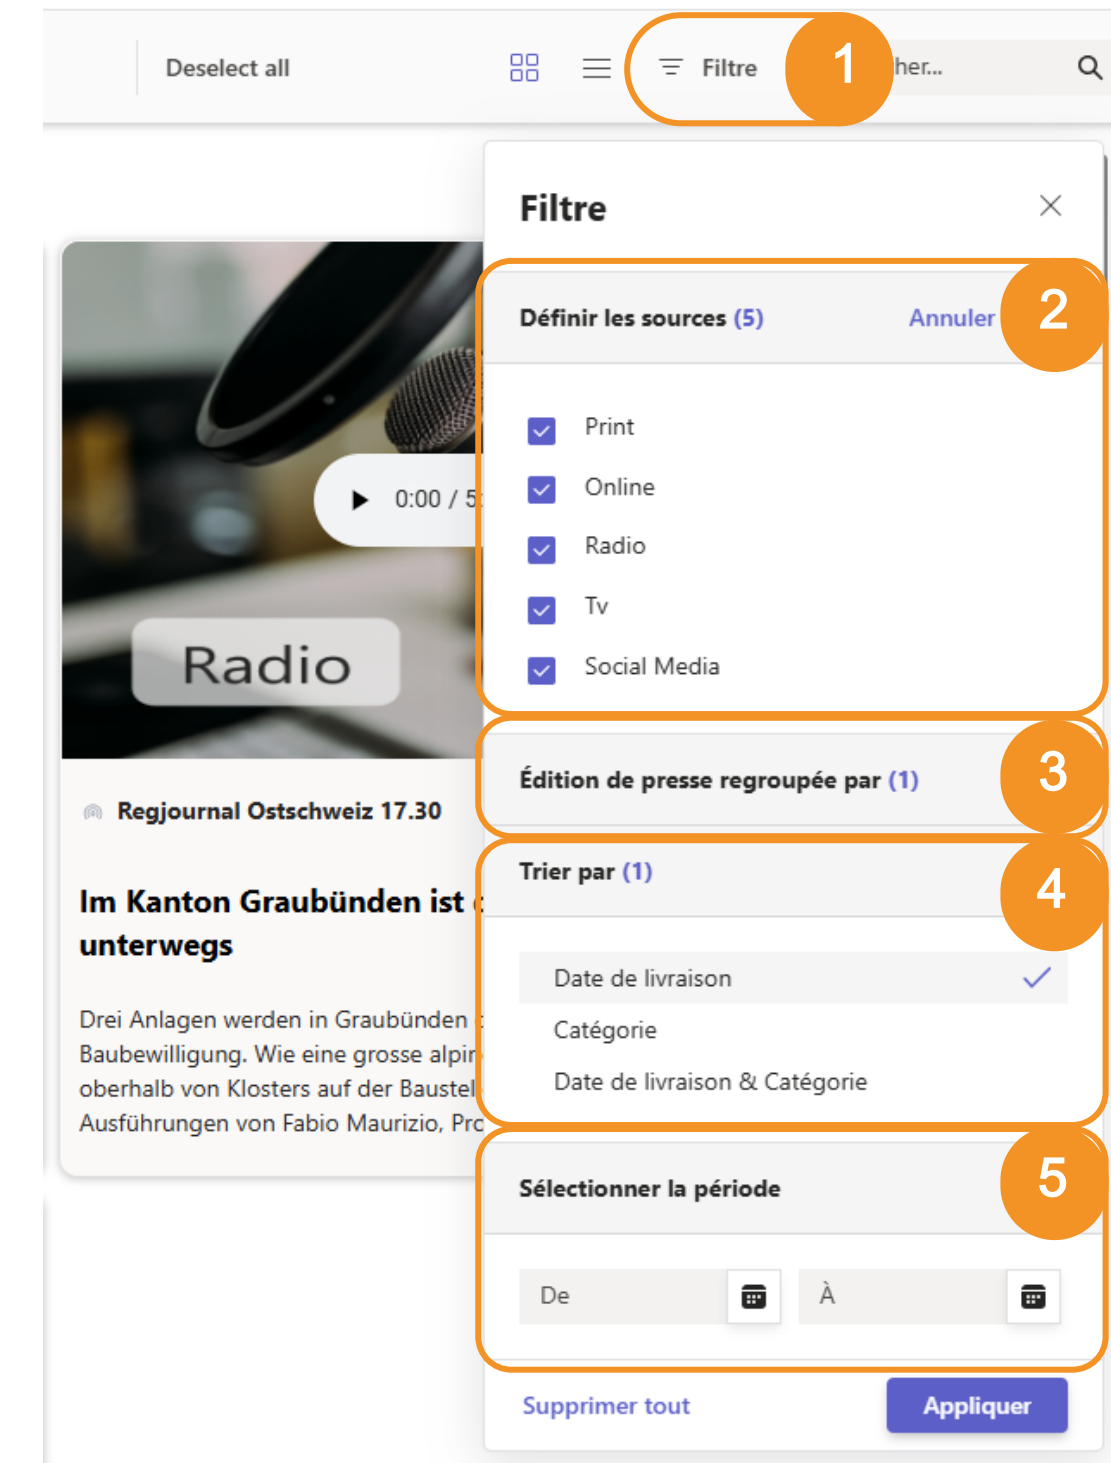 Deselect all
Filtre
1
her...
Filtre
Définir les sources (5)
Annuler
2
Print
Online
Radio
Tv
Social Media
0:00 / 5
Radio
Édition de presse regroupée par (1)
3
Regjournal Ostschweiz 17.30
Trier par (1)
4
Im Kanton Graubünden ist
unterwegs
Date de livraison
Catégorie
Date de livraison & Catégorie
Drei Anlagen werden in Graubünden
Baubewilligung. Wie eine grosse alpin
oberhalb von Klosters auf der Baustel
Ausführungen von Fabio Maurizio, Pro
Sélectionner la période
5
De
À
Supprimer tout
Appliquer